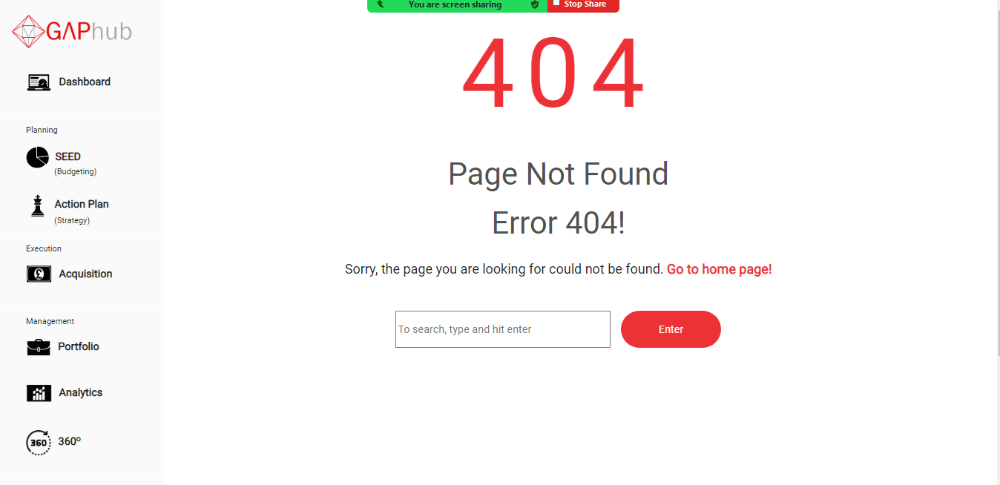 You are screen sharing
Stop Share
GΛPhub
Dashboard
Planning
SEED
(Budgeting)
Action Plan
(Strategy)
Execution
£
Acquisition
Management
Portfolio
Analytics
360
360º
404
Page Not Found
Error 404!
Sorry, the page you are looking for could not be found. Go to home page!
To search, type and hit enter
Enter